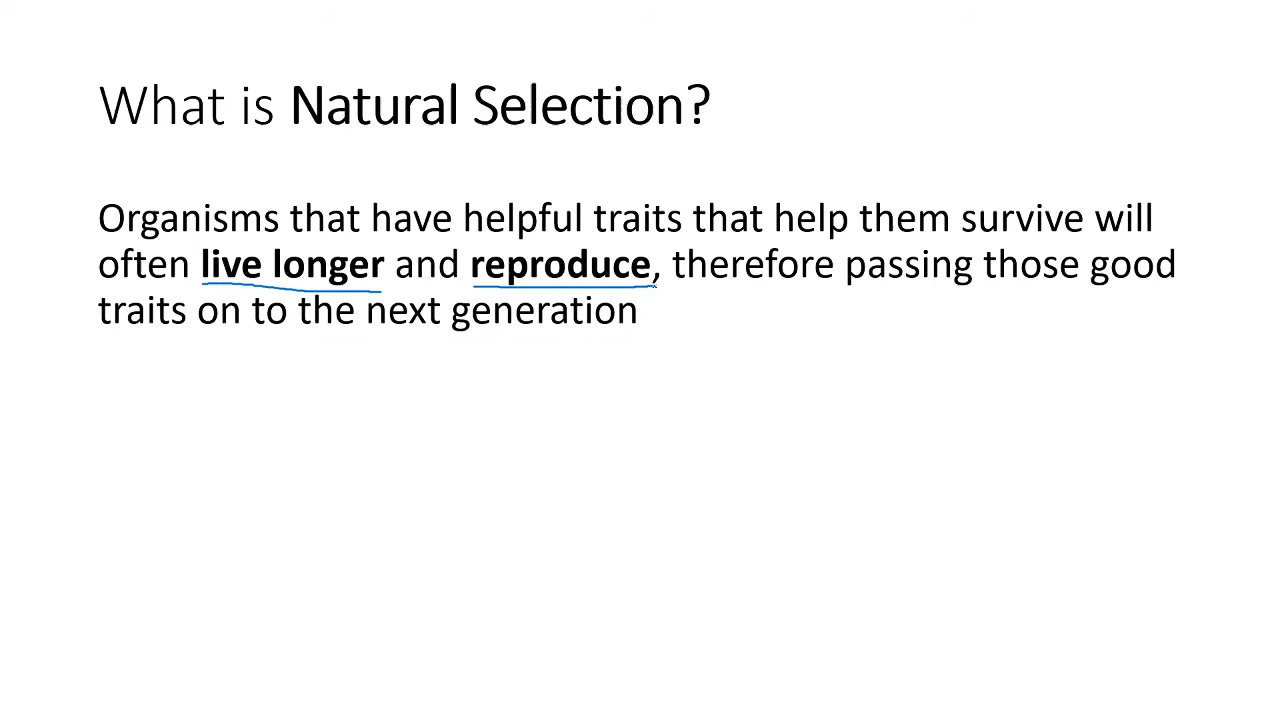 What is Natural Selection?
Organisms that have helpful traits that help them survive will
often live longer and reproduce, therefore passing those good
traits on to the next generation